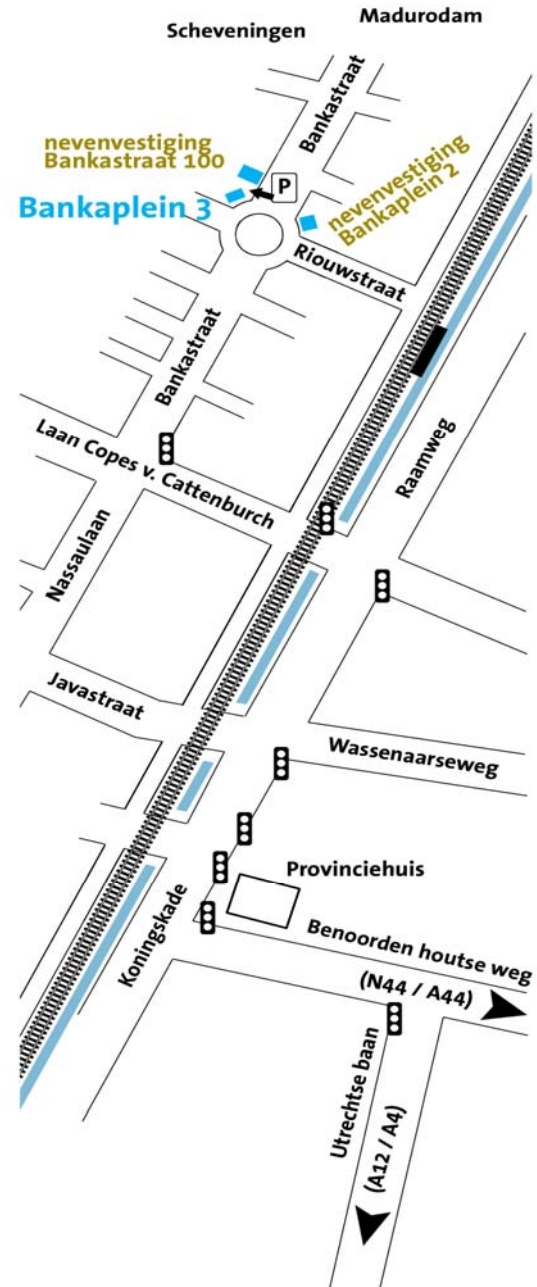 Madurodam
Scheveningen
Bankastraat
nevenvestiging
Bankastraat 100
P
nevenvestiging
Bankaplein 2
Bankaplein 3
Riouwstraat
Bankastraat
Laan Copes v. Cattenburch
Raamweg
Nassaulaan
Javastraat
Wassenaarseweg
Provinciehuis
Koningskade
Benoorden houtse weg
(N44 / A44)
Utrechtse baan
(A12 / A4)